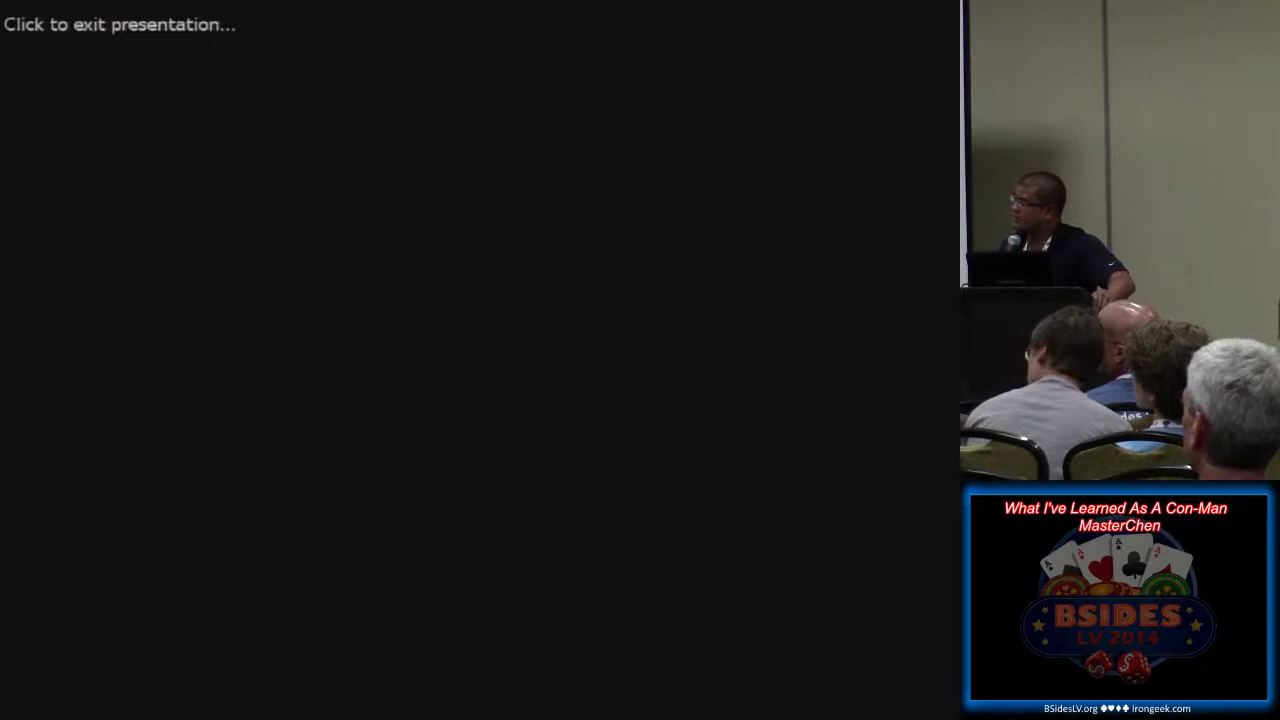 Click to exit presentation...
What I've Learned As A Con-Man
MasterChen
BSIDES
LV 2014
BSidesLV.org ♠♥♦♣ Irongeek.com